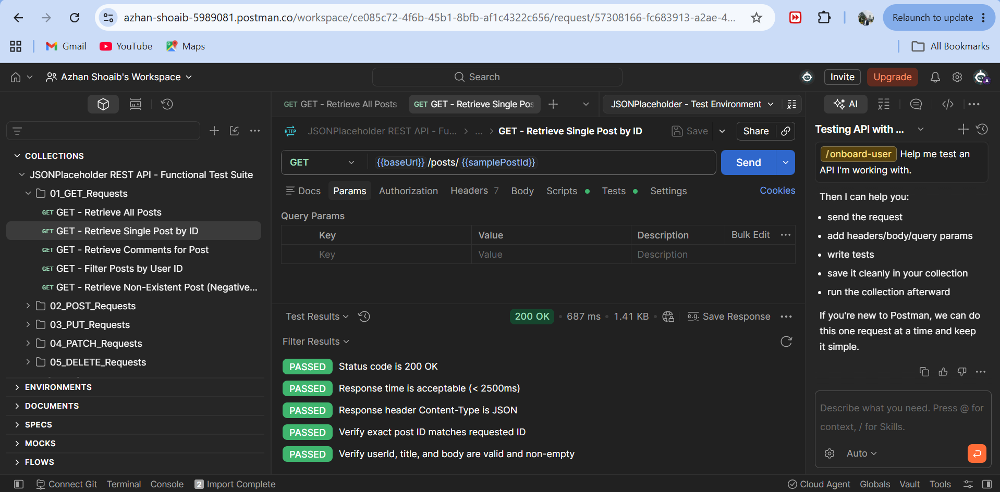 azhan-shoaib-5989081.postman.co/workspace/ce085c72-4f6b-45b1-8bfb-af1c4322c656/request/57308166-fc683913-a2ae-4...
Relaunch to update
Gmail
YouTube
Maps
All Bookmarks
Azhan Shoaib's Workspace
Search
Invite
Upgrade
A
COLLECTIONS
JSONPlaceholder REST API - Functional Test Suite
01_GET_Requests
GET GET - Retrieve All Posts
GET GET - Retrieve Single Post by ID
GET GET - Retrieve Comments for Post
GET GET - Filter Posts by User ID
GET GET - Retrieve Non-Existent Post (Negative...
02_POST_Requests
03_PUT_Requests
04_PATCH_Requests
05_DELETE_Requests
ENVIRONMENTS
DOCUMENTS
SPECS
MOCKS
FLOWS
GET GET - Retrieve All Posts
GET GET - Retrieve Single Pos
JSONPlaceholder - Test Environment
HTTP JSONPlaceholder REST API - Fu... > ... > GET - Retrieve Single Post by ID
Save
Share
GET
{{baseUrl}} /posts/ {{samplePostId}}
Send
Docs Params Authorization Headers 7 Body Scripts Tests Settings Cookies
Query Params
Key Value Description Bulk Edit
Key Value Description
Test Results
200 OK 687 ms 1.41 KB e.g. Save Response
Filter Results
PASSED Status code is 200 OK
PASSED Response time is acceptable (< 2500ms)
PASSED Response header Content-Type is JSON
PASSED Verify exact post ID matches requested ID
PASSED Verify userId, title, and body are valid and non-empty
AI
Testing API with ...
/onboard-user Help me test an
API I'm working with.
Then I can help you:
• send the request
• add headers/body/query params
• write tests
• save it cleanly in your collection
• run the collection afterward
If you're new to Postman, we can do
this one request at a time and keep
it simple.
Describe what you need. Press @ for
context, / for Skills.
Auto
Connect Git Terminal Console 2 Import Complete
Cloud Agent Globals Vault Tools